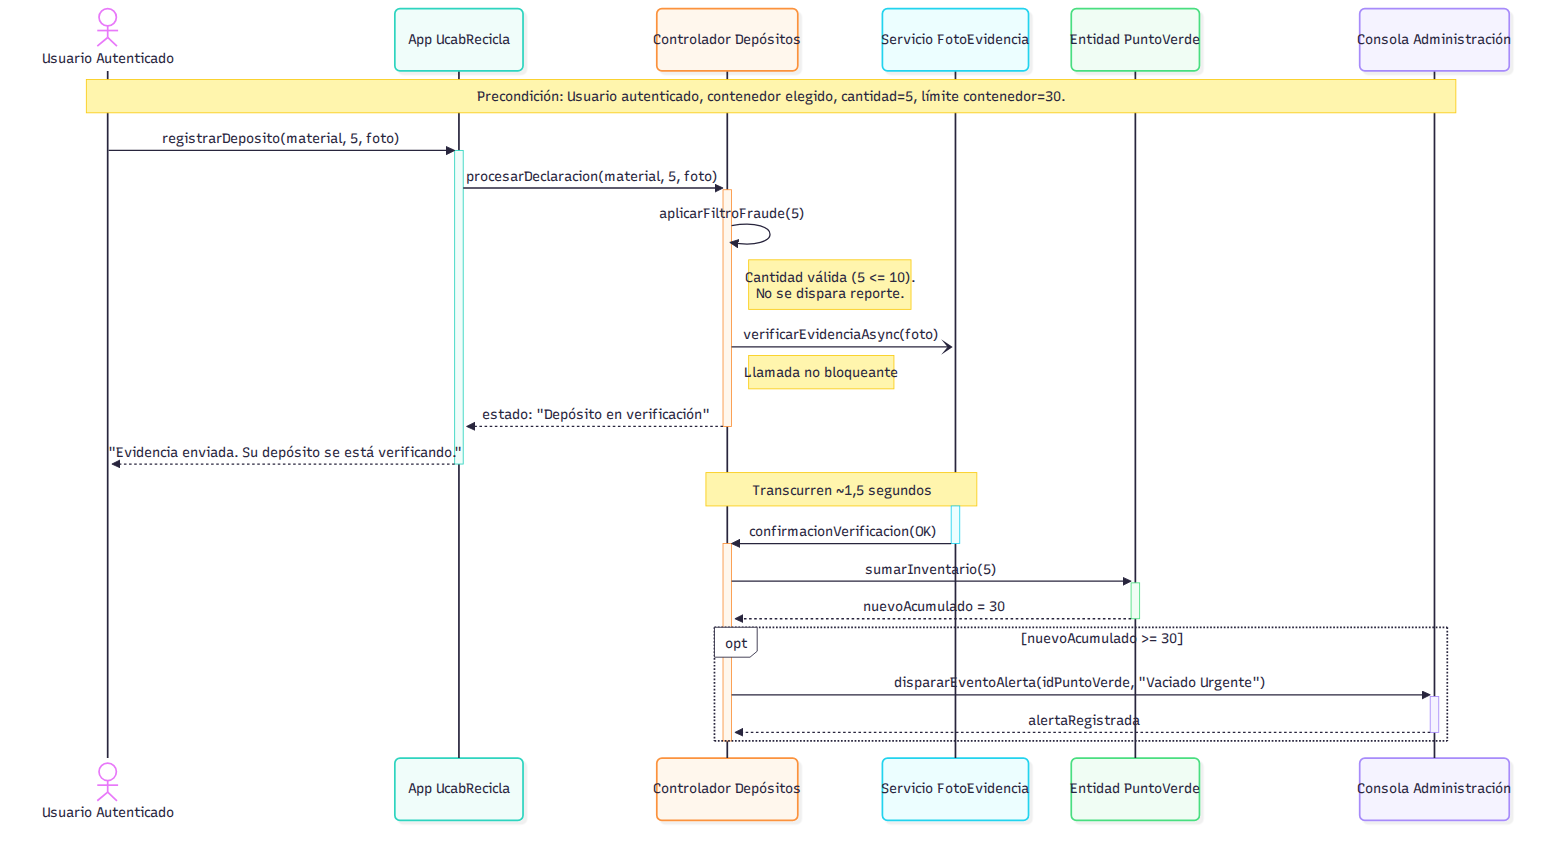 Usuario Autenticado
App UcabRecicla
Controlador Depósitos
Servicio FotoEvidencia
Entidad PuntoVerde
Consola Administración
Precondición: Usuario autenticado, contenedor elegido, cantidad=5, límite contenedor=30.
registrarDeposito(material, 5, foto)
procesarDeclaracion(material, 5, foto)
aplicarFiltroFraude(5)
Cantidad válida (5 <= 10).
No se dispara reporte.
verificarEvidenciaAsync(foto)
Llamada no bloqueante
estado: "Depósito en verificación"
"Evidencia enviada. Su depósito se está verificando."
Transcurren ~1,5 segundos
confirmacionVerificacion(OK)
sumarInventario(5)
nuevoAcumulado = 30
opt
[nuevoAcumulado >= 30]
dispararEventoAlerta(idPuntoVerde, "Vaciado Urgente")
alertaRegistrada
Usuario Autenticado
App UcabRecicla
Controlador Depósitos
Servicio FotoEvidencia
Entidad PuntoVerde
Consola Administración